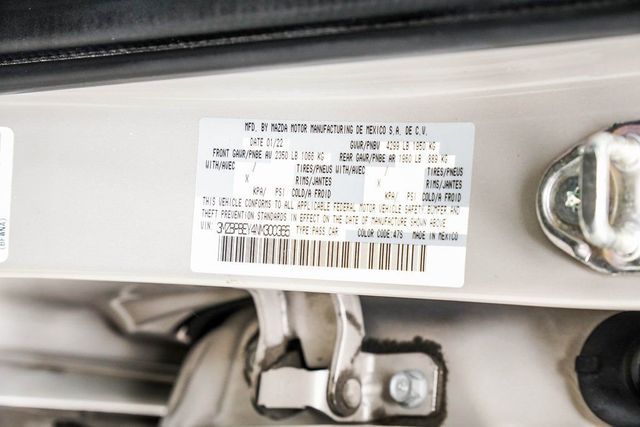 MFD. BY MAZDA MOTOR MANUFACTURING DE MEXICO S.A. DE C.V.
DATE 01/22 GVWR/PNBV 4299 LB 1950 KG
FRONT GAWR/PNBE AV 2350 LB 1066 KG REAR GAWR/PNBE AR 1960 LB 889 KG
WITH/AVEC / TIRES/PNEUS WITH/AVEC / TIRES/PNEUS
X RIMS/JANTES X RIMS/JANTES
KPA/ PSI COLD/A FROID KPA/ PSI COLD/A FROID
THIS VEHICLE CONFORMS TO ALL APPLICABLE FEDERAL MOTOR VEHICLE SAFETY, BUMPER AND
THEFT PREVENTION STANDARDS IN EFFECT ON THE DATE OF MANUFACTURE SHOWN ABOVE
VIN: TYPE PASS CAR COLOR CODE: 47S MADE IN MEXICO